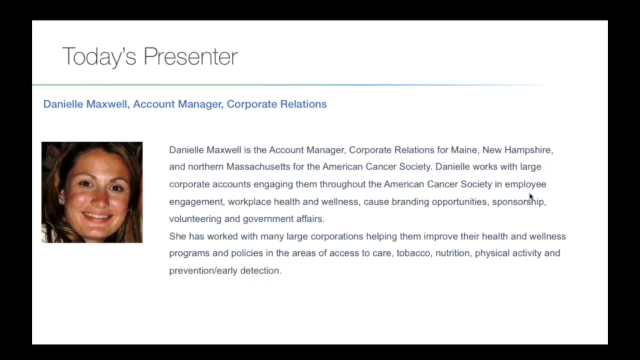 Today's Presenter
Danielle Maxwell, Account Manager, Corporate Relations
Danielle Maxwell is the Account Manager, Corporate Relations for Maine, New Hampshire,
and northern Massachusetts for the American Cancer Society. Danielle works with large
corporate accounts engaging them throughout the American Cancer Society in employee
engagement, workplace health and wellness, cause branding opportunities, sponsorship,
volunteering and government affairs.
She has worked with many large corporations helping them improve their health and wellness
programs and policies in the areas of access to care, tobacco, nutrition, physical activity and
prevention/early detection.